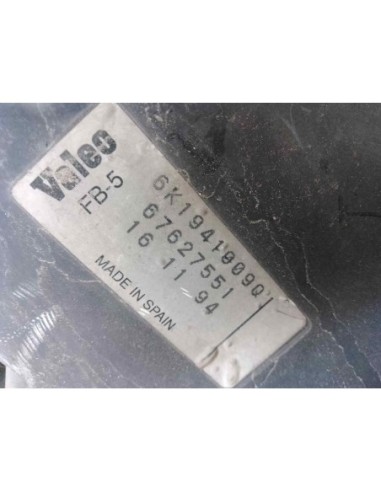 Valeo
FB-5
6K1941009Q
67627551
16 11 94
MADE IN SPAIN